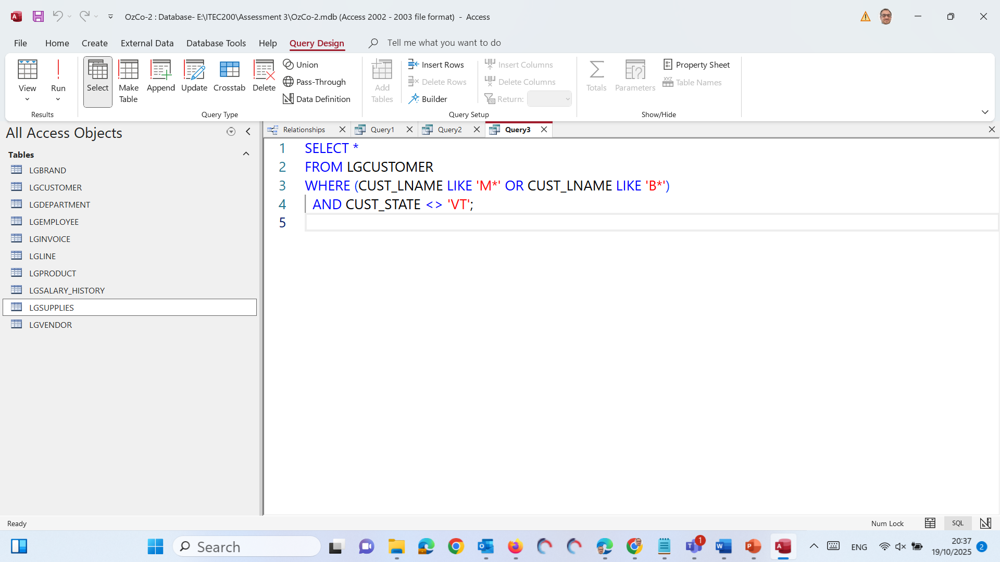 OzCo-2 : Database- E:\ITEC200\Assessment 3\OzCo-2.mdb (Access 2002 - 2003 file format) - Access
File Home Create External Data Database Tools Help Query Design Tell me what you want to do
View
Run
Results
Select
Make Table
Append
Update
Crosstab
Delete
Union
Pass-Through
Data Definition
Query Type
Add Tables
Insert Rows
Delete Rows
Builder
Insert Columns
Delete Columns
Return:
Query Setup
Totals
Parameters
Property Sheet
Table Names
Show/Hide
All Access Objects
Tables
LGBRAND
LGCUSTOMER
LGDEPARTMENT
LGEMPLOYEE
LGINVOICE
LGLINE
LGPRODUCT
LGSALARY_HISTORY
LGSUPPLIES
LGVENDOR
Relationships Query1 Query2 Query3
1 SELECT *
2 FROM LGCUSTOMER
3 WHERE (CUST_LNAME LIKE 'M*' OR CUST_LNAME LIKE 'B*')
4 AND CUST_STATE <> 'VT';
5
Ready
Num Lock
SQL
Search
1
ENG
20:37
19/10/2025
2